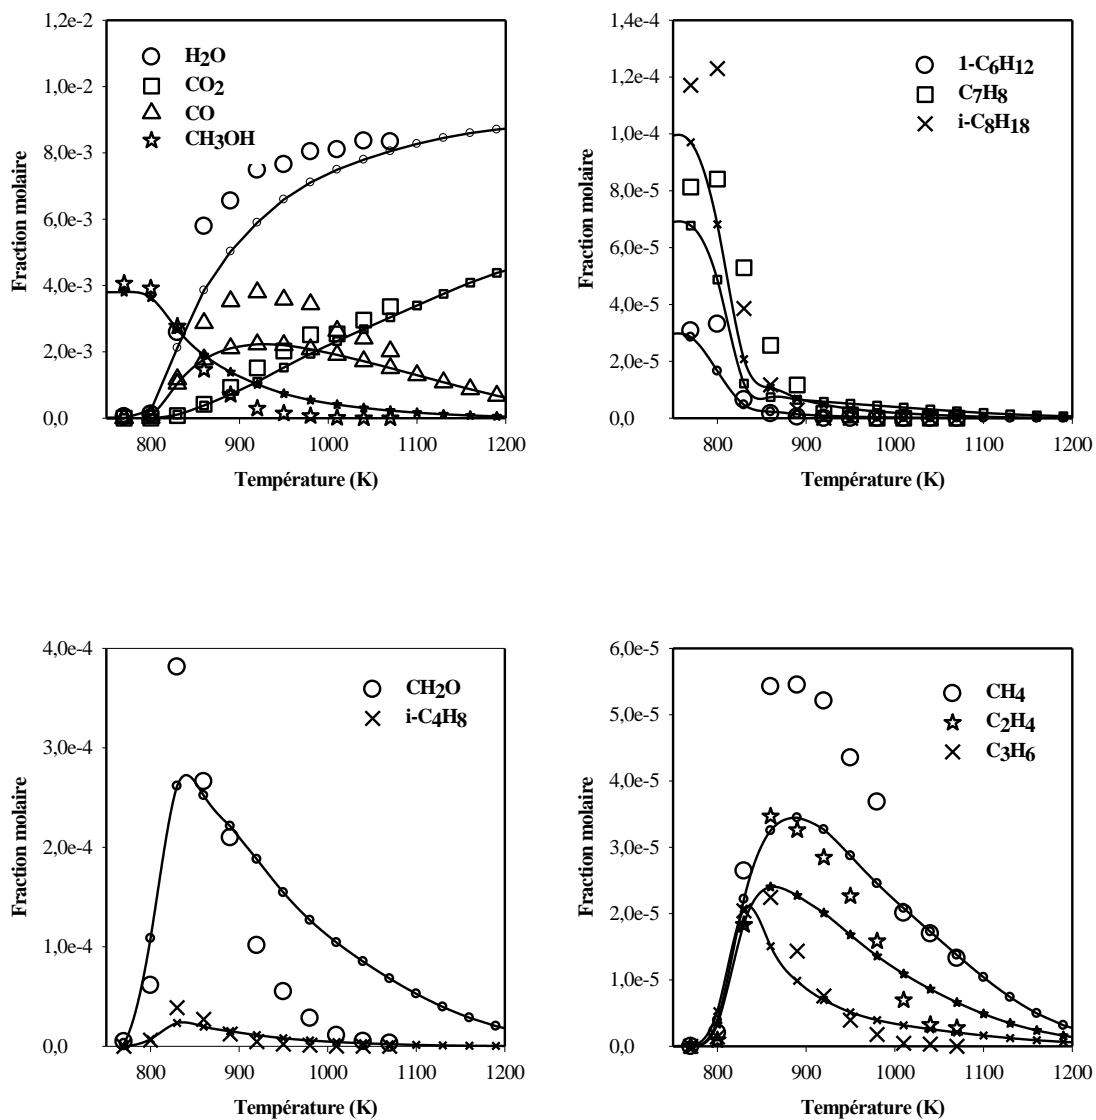 1,2e-2
1,0e-2
8,0e-3
6,0e-3
4,0e-3
2,0e-3
0,0
Fraction molaire
H2O
CO2
CO
CH3OH
800 900 1000 1100 1200
Température (K)
1,4e-4
1,2e-4
1,0e-4
8,0e-5
6,0e-5
4,0e-5
2,0e-5
0,0
Fraction molaire
1-C6H12
C7H8
i-C8H18
800 900 1000 1100 1200
Température (K)
4,0e-4
3,0e-4
2,0e-4
1,0e-4
0,0
Fraction molaire
CH2O
i-C4H8
800 900 1000 1100 1200
Température (K)
6,0e-5
5,0e-5
4,0e-5
3,0e-5
2,0e-5
1,0e-5
0,0
Fraction molaire
CH4
C2H4
C3H6
800 900 1000 1100 1200
Température (K)